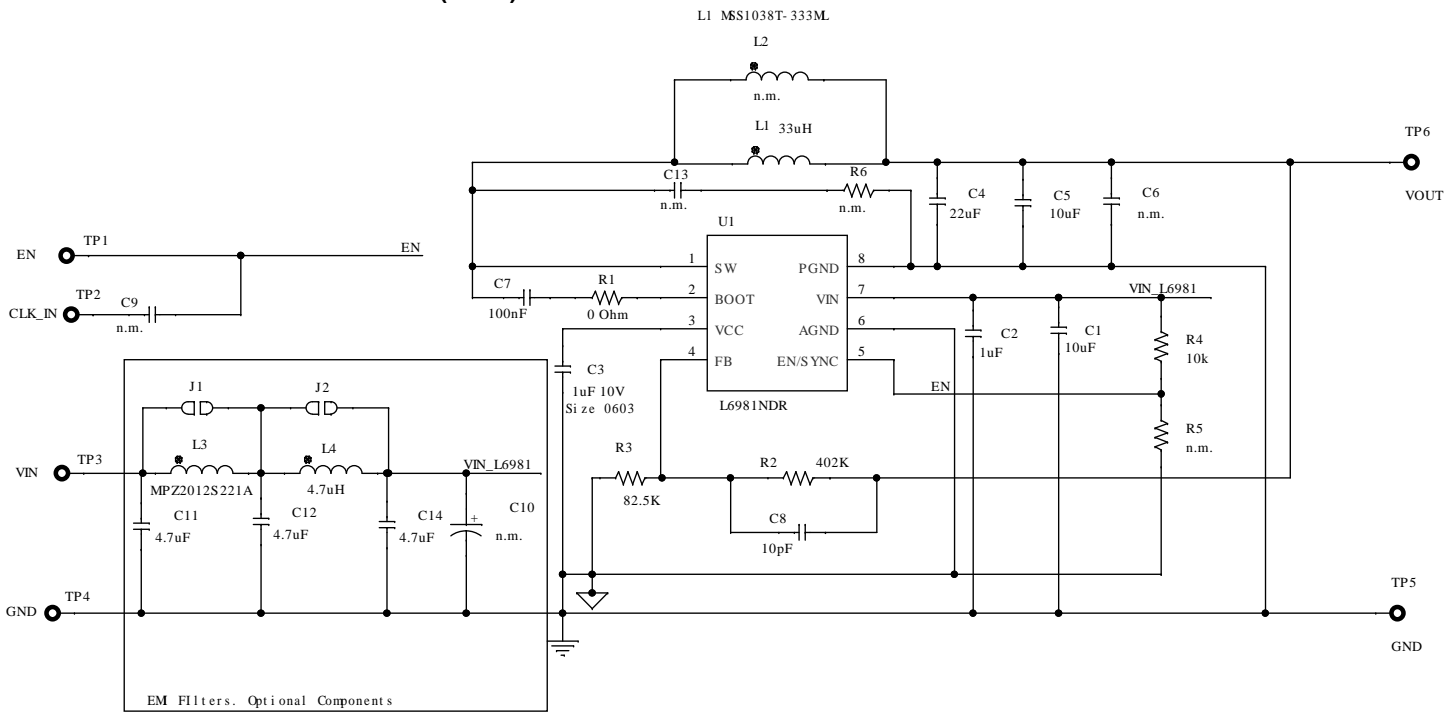 L1 MSS1038T-333ML
L2
n.m.
L1 33uH
TP6
VOUT
C13
n.m.
R6
n.m.
C4
22uF
C5
10uF
C6
n.m.
U1
EN
TP1
EN
CLK_IN
TP2
C9
n.m.
1 SW
2 BOOT
3 VCC
4 FB
PGND 8
VIN 7
AGND 6
EN/SYNC 5
L6981NDR
C7
100nF
R1
0 Ohm
VIN_L6981
C2
1uF
C1
10uF
R4
10k
EN
R5
n.m.
C3
1uF 10V
Size 0603
J1
J2
VIN
TP3
L3
MPZ2012S221A
L4
4.7uH
VIN_L6981
C11
4.7uF
C12
4.7uF
C14
4.7uF
+
C10
n.m.
R3
82.5K
R2
402K
C8
10pF
GND
TP4
TP5
GND
EMI FIlters. Optional Components